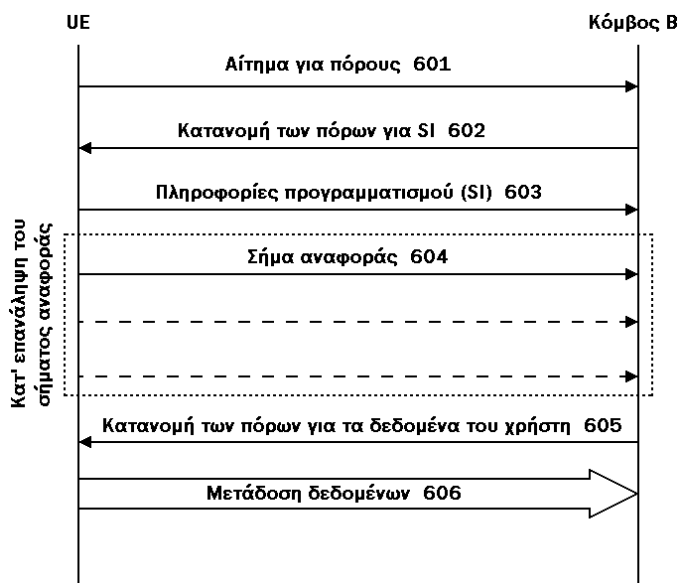 UE
Κόμβος Β
Αίτημα για πόρους 601
Κατανομή των πόρων για SI 602
Πληροφορίες προγραμματισμού (SI) 603
Κατ' επανάληψη του
σήματος αναφοράς
Σήμα αναφοράς 604
Κατανομή των πόρων για τα δεδομένα του χρήστη 605
Μετάδοση δεδομένων 606